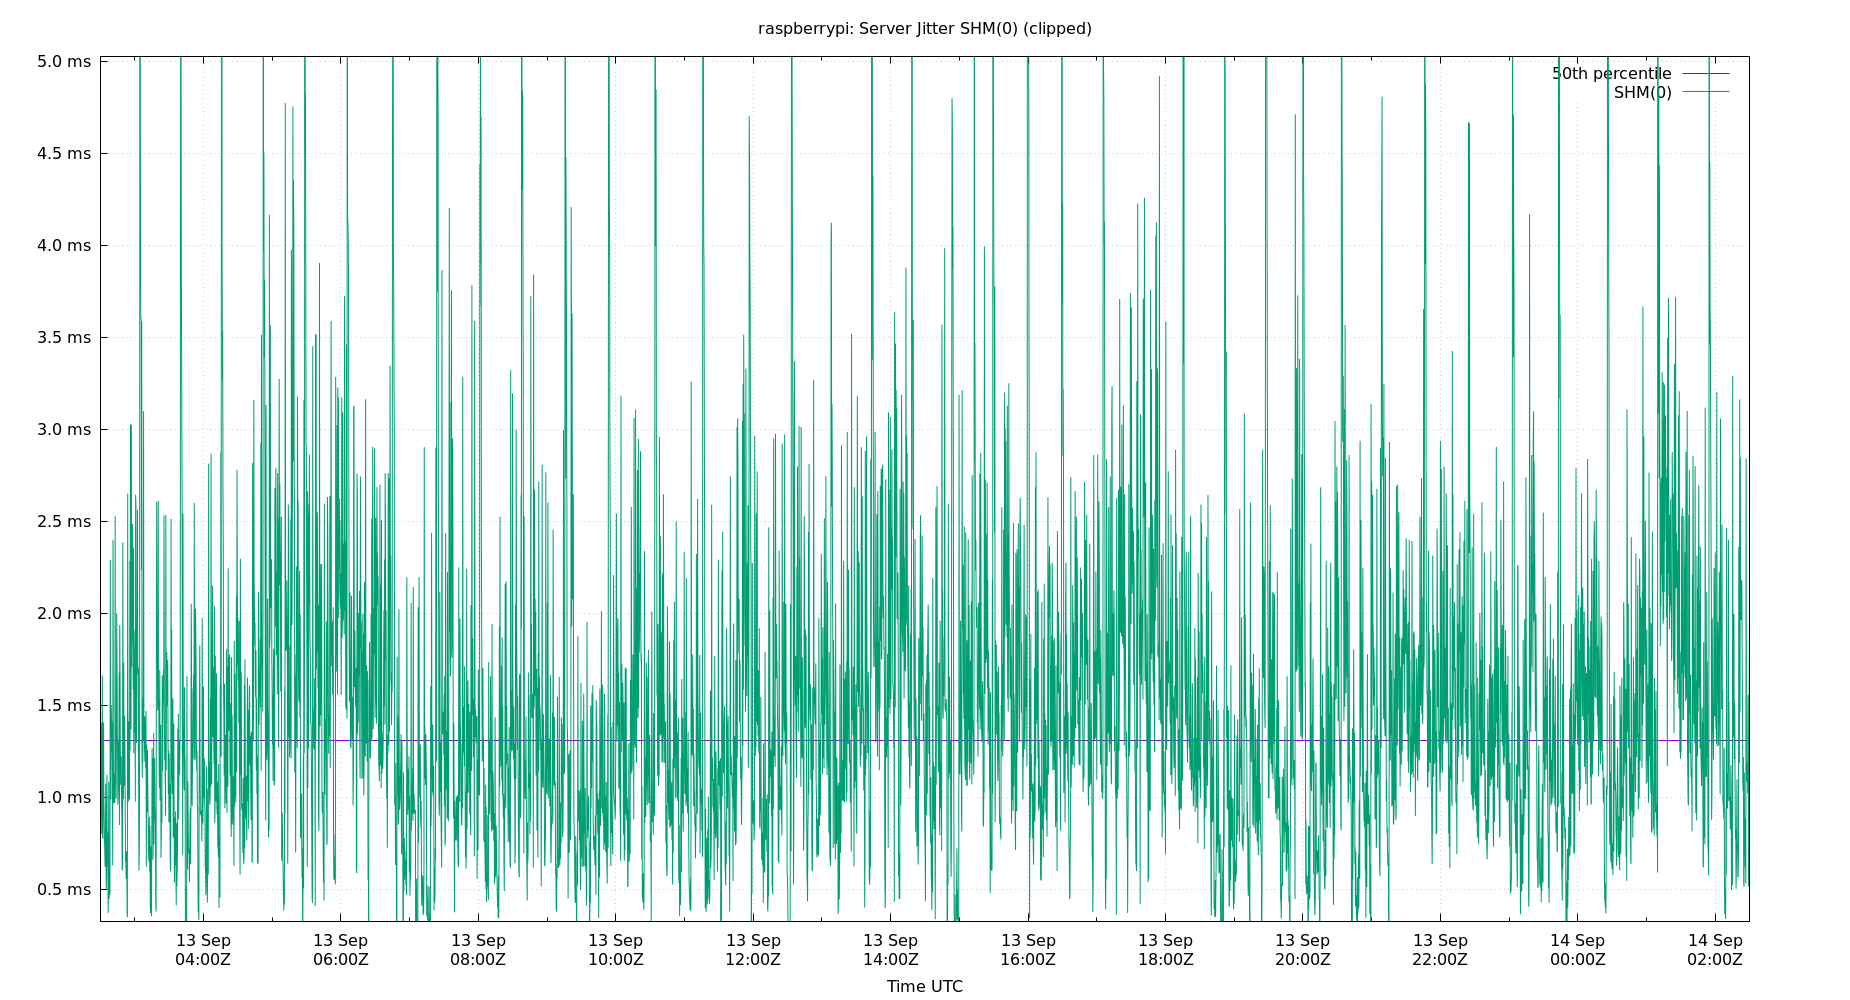 raspberrypi: Server Jitter SHM(0) (clipped)
5.0 ms
50th percentile
SHM(0)
4.5 ms
4.0 ms
3.5 ms
3.0 ms
2.5 ms
2.0 ms
1.5 ms
1.0 ms
0.5 ms
13 Sep 13 Sep 13 Sep 13 Sep 13 Sep 13 Sep 13 Sep 13 Sep 13 Sep 13 Sep 14 Sep 14 Sep
04:00Z 06:00Z 08:00Z 10:00Z 12:00Z 14:00Z 16:00Z 18:00Z 20:00Z 22:00Z 00:00Z 02:00Z
Time UTC